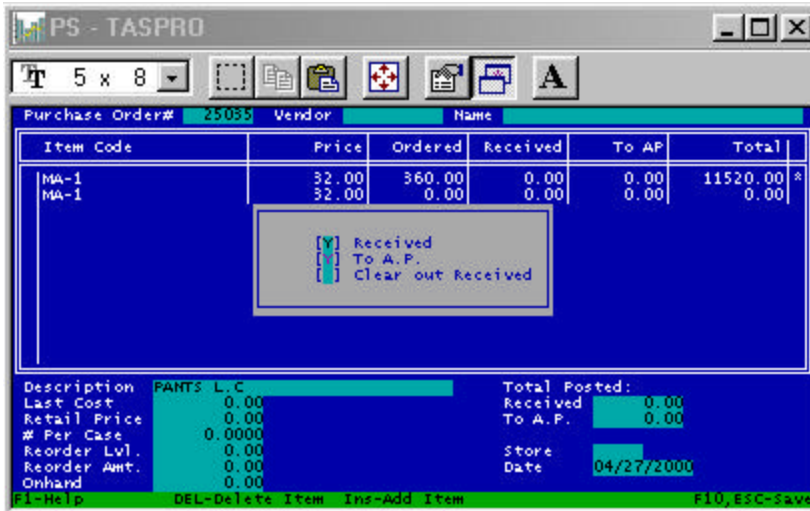 PS - TASPRO
5 x 8
A
Purchase Order# 25035 Vendor Name
Item Code Price Ordered Received To AP Total
MA-1 32.00 360.00 0.00 0.00 11520.00 *
MA-1 32.00 0.00 0.00 0.00 0.00
[Y] Received
[Y] To A.P.
[ ] Clear out Received
Description PANTS L.C Total Posted:
Last Cost 0.00 Received 0.00
Retail Price 0.00 To A.P. 0.00
# Per Case 0.0000
Reorder Lvl. 0.00 Store
Reorder Amt. 0.00 Date 04/27/2000
Onhand 0.00
F1-Help DEL-Delete Item Ins-Add Item F10,ESC-Save